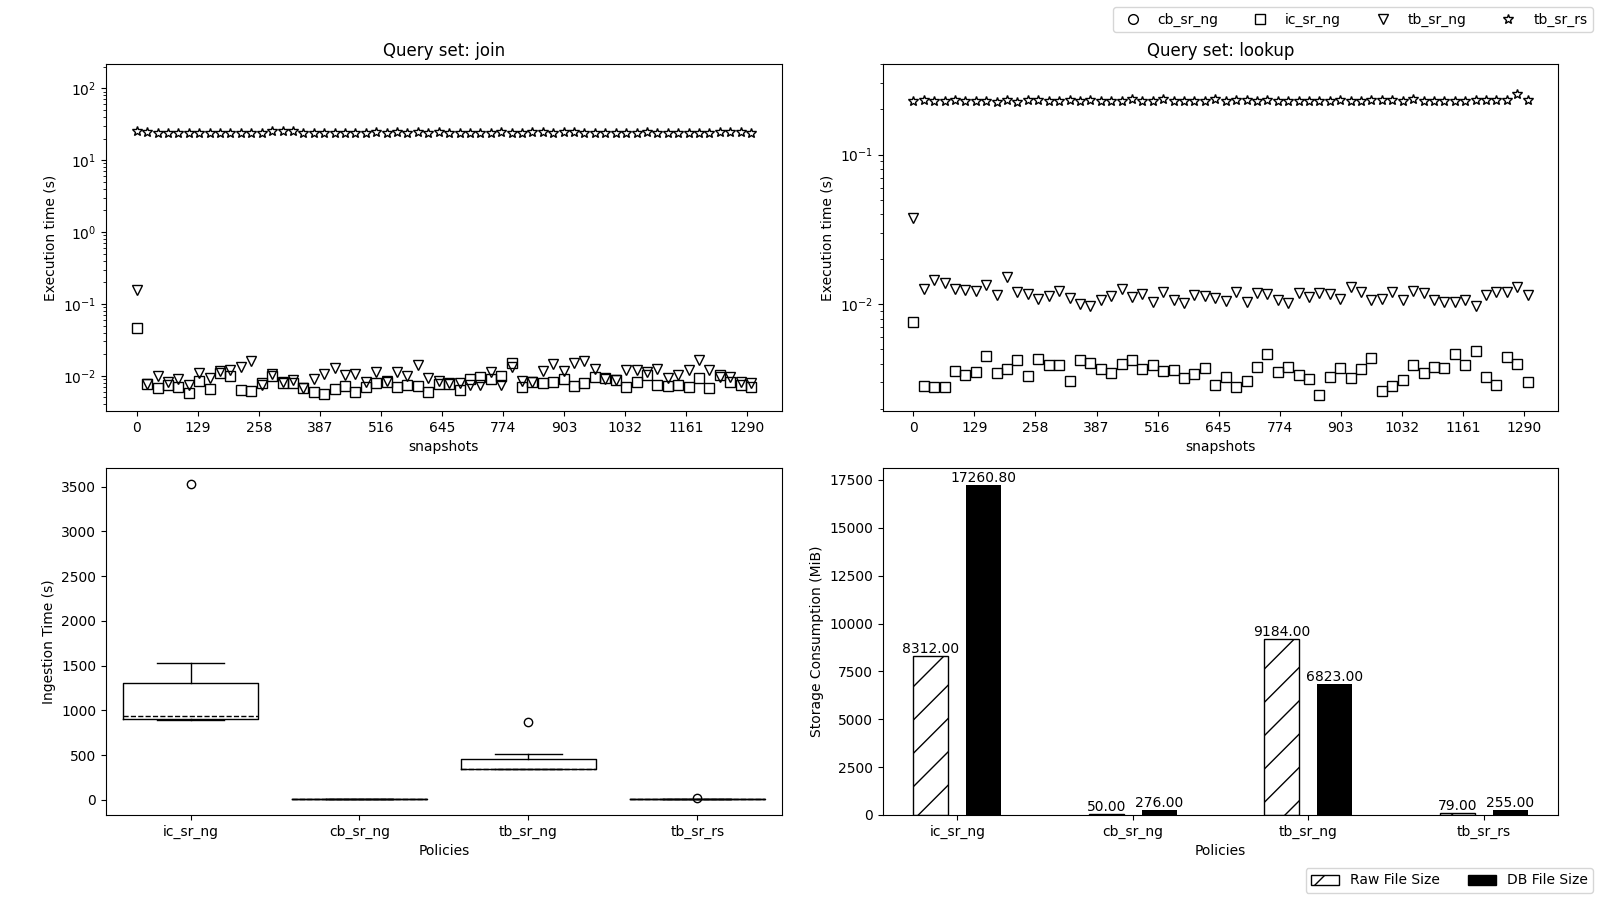 cb_sr_ng ic_sr_ng tb_sr_ng tb_sr_rs
Query set: join
Execution time (s)
10² 10¹ 10⁰ 10⁻¹ 10⁻²
0 129 258 387 516 645 774 903 1032 1161 1290
snapshots
Query set: lookup
Execution time (s)
10⁻¹ 10⁻²
0 129 258 387 516 645 774 903 1032 1161 1290
snapshots
Ingestion Time (s)
3500
3000
2500
2000
1500
1000
500
0
ic_sr_ng cb_sr_ng tb_sr_ng tb_sr_rs
Policies
Storage Consumption (MiB)
17500
15000
12500
10000
7500
5000
2500
0
8312.00 17260.80 50.00 276.00 9184.00 6823.00 79.00 255.00
ic_sr_ng cb_sr_ng tb_sr_ng tb_sr_rs
Policies
Raw File Size DB File Size